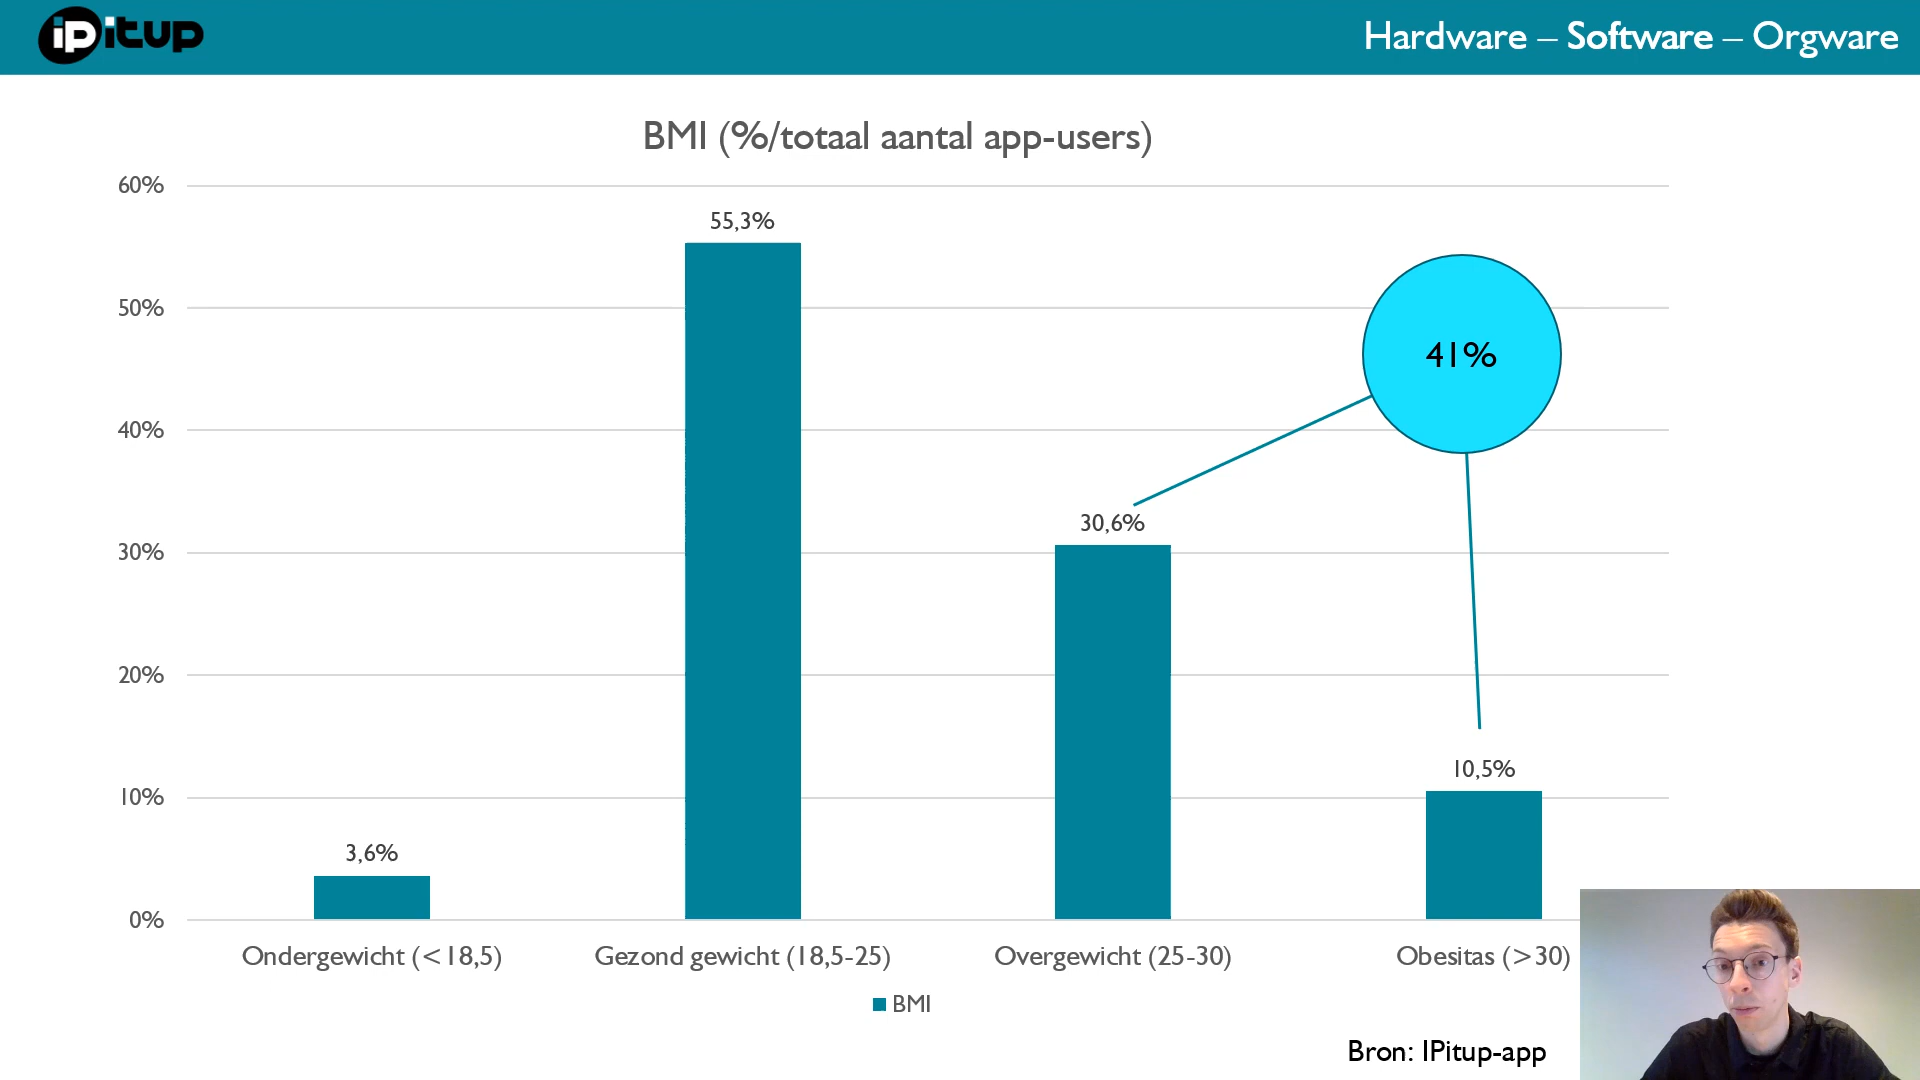 iPitup
Hardware – Software – Orgware
BMI (%/totaal aantal app-users)
60%
55,3%
50%
41%
40%
30,6%
30%
20%
10,5%
10%
3,6%
0%
Ondergewicht (<18,5)
Gezond gewicht (18,5-25)
Overgewicht (25-30)
Obesitas (>30)
BMI
Bron: IPitup-app